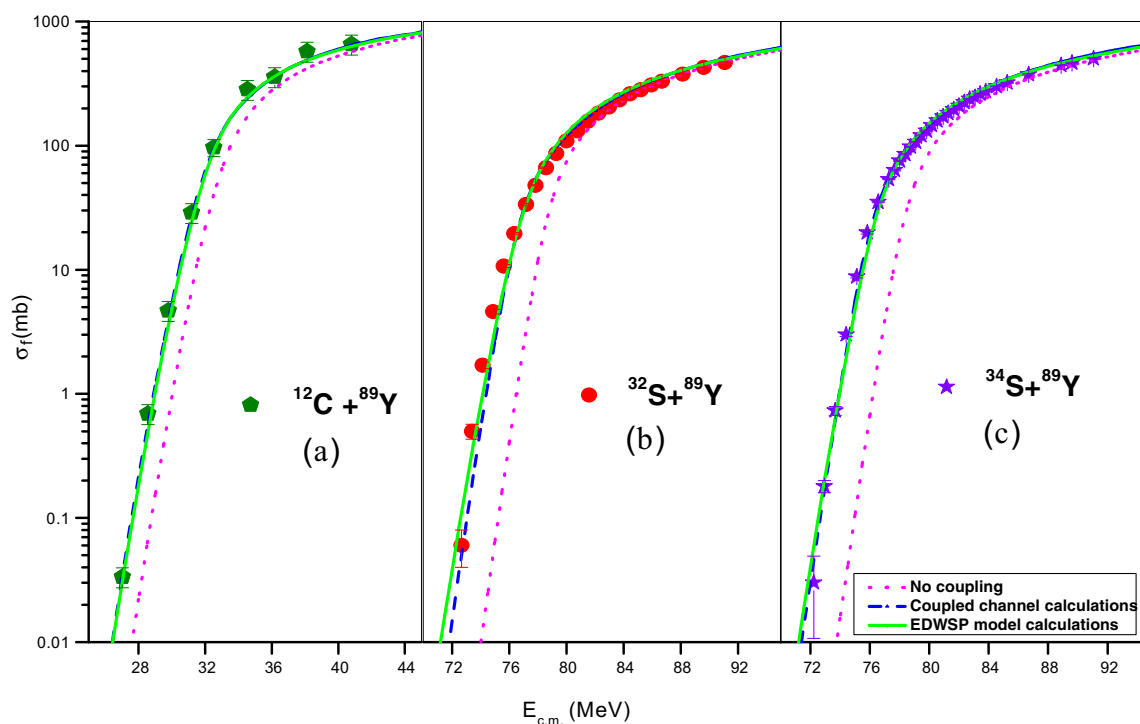 1000
100
10
1
0.1
0.01
σf(mb)
¹²C +⁸⁹Y
(a)
³²S+⁸⁹Y
(b)
³⁴S+⁸⁹Y
(c)
No coupling
Coupled channel calculations
EDWSP model calculations
28 32 36 40 44 72 76 80 84 88 92 72 76 80 84 88 92
E c.m. (MeV)